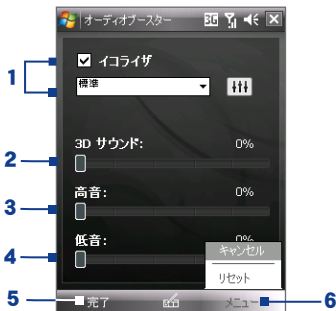 オーディオブースター
1
イコライザ
標準
2
3D サウンド: 0%
3
高音: 0%
4
低音: 0%
キャンセル
リセット
5
完了
メニュー
6